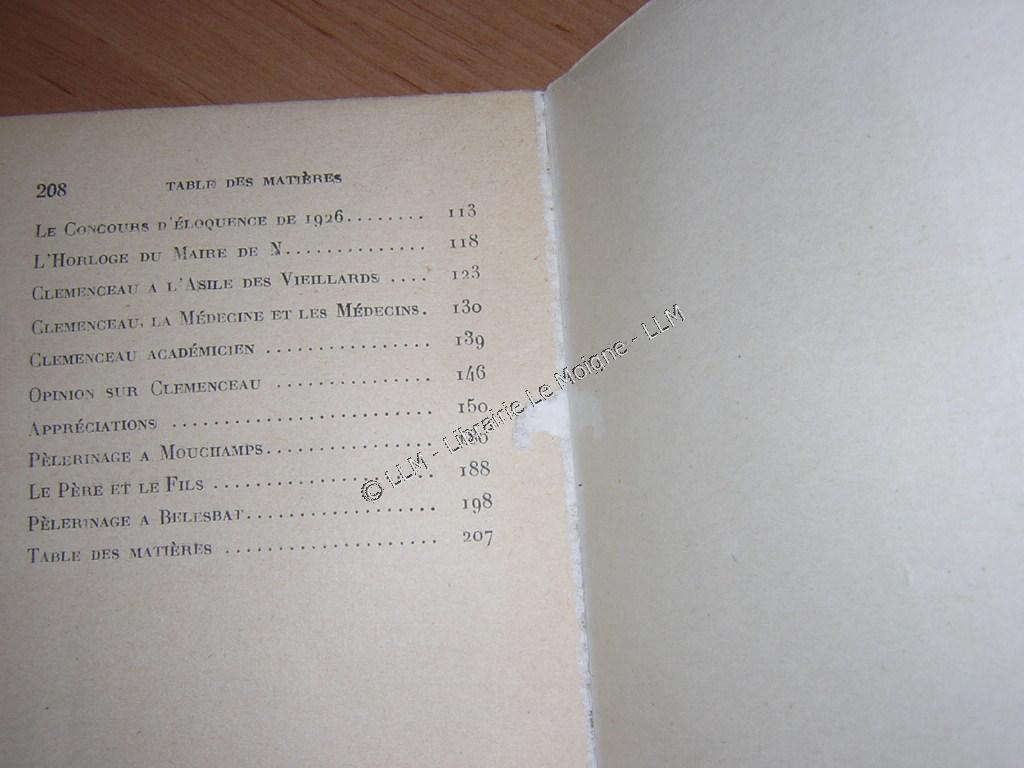 208 TABLE DES MATIÈRES
LE CONCOURS D'ÉLOQUENCE DE 1926........ 113
L'HORLOGE DU MAIRE DE N.............. 118
CLEMENCEAU A L'ASILE DES VIEILLARDS .... 123
CLEMENCEAU, LA MÉDECINE ET LES MÉDECINS. 130
CLEMENCEAU ACADÉMICIEN ................ 139
OPINION SUR CLEMENCEAU ............... 146
APPRÉCIATIONS ......................... 150
PÈLERINAGE A MOUCHAMPS................
LE PÈRE ET LE FILS ..................... 188
PÈLERINAGE A BELESBAT................... 198
TABLE DES MATIÈRES ..................... 207
© LLM - Librairie Le Moigne - LLM